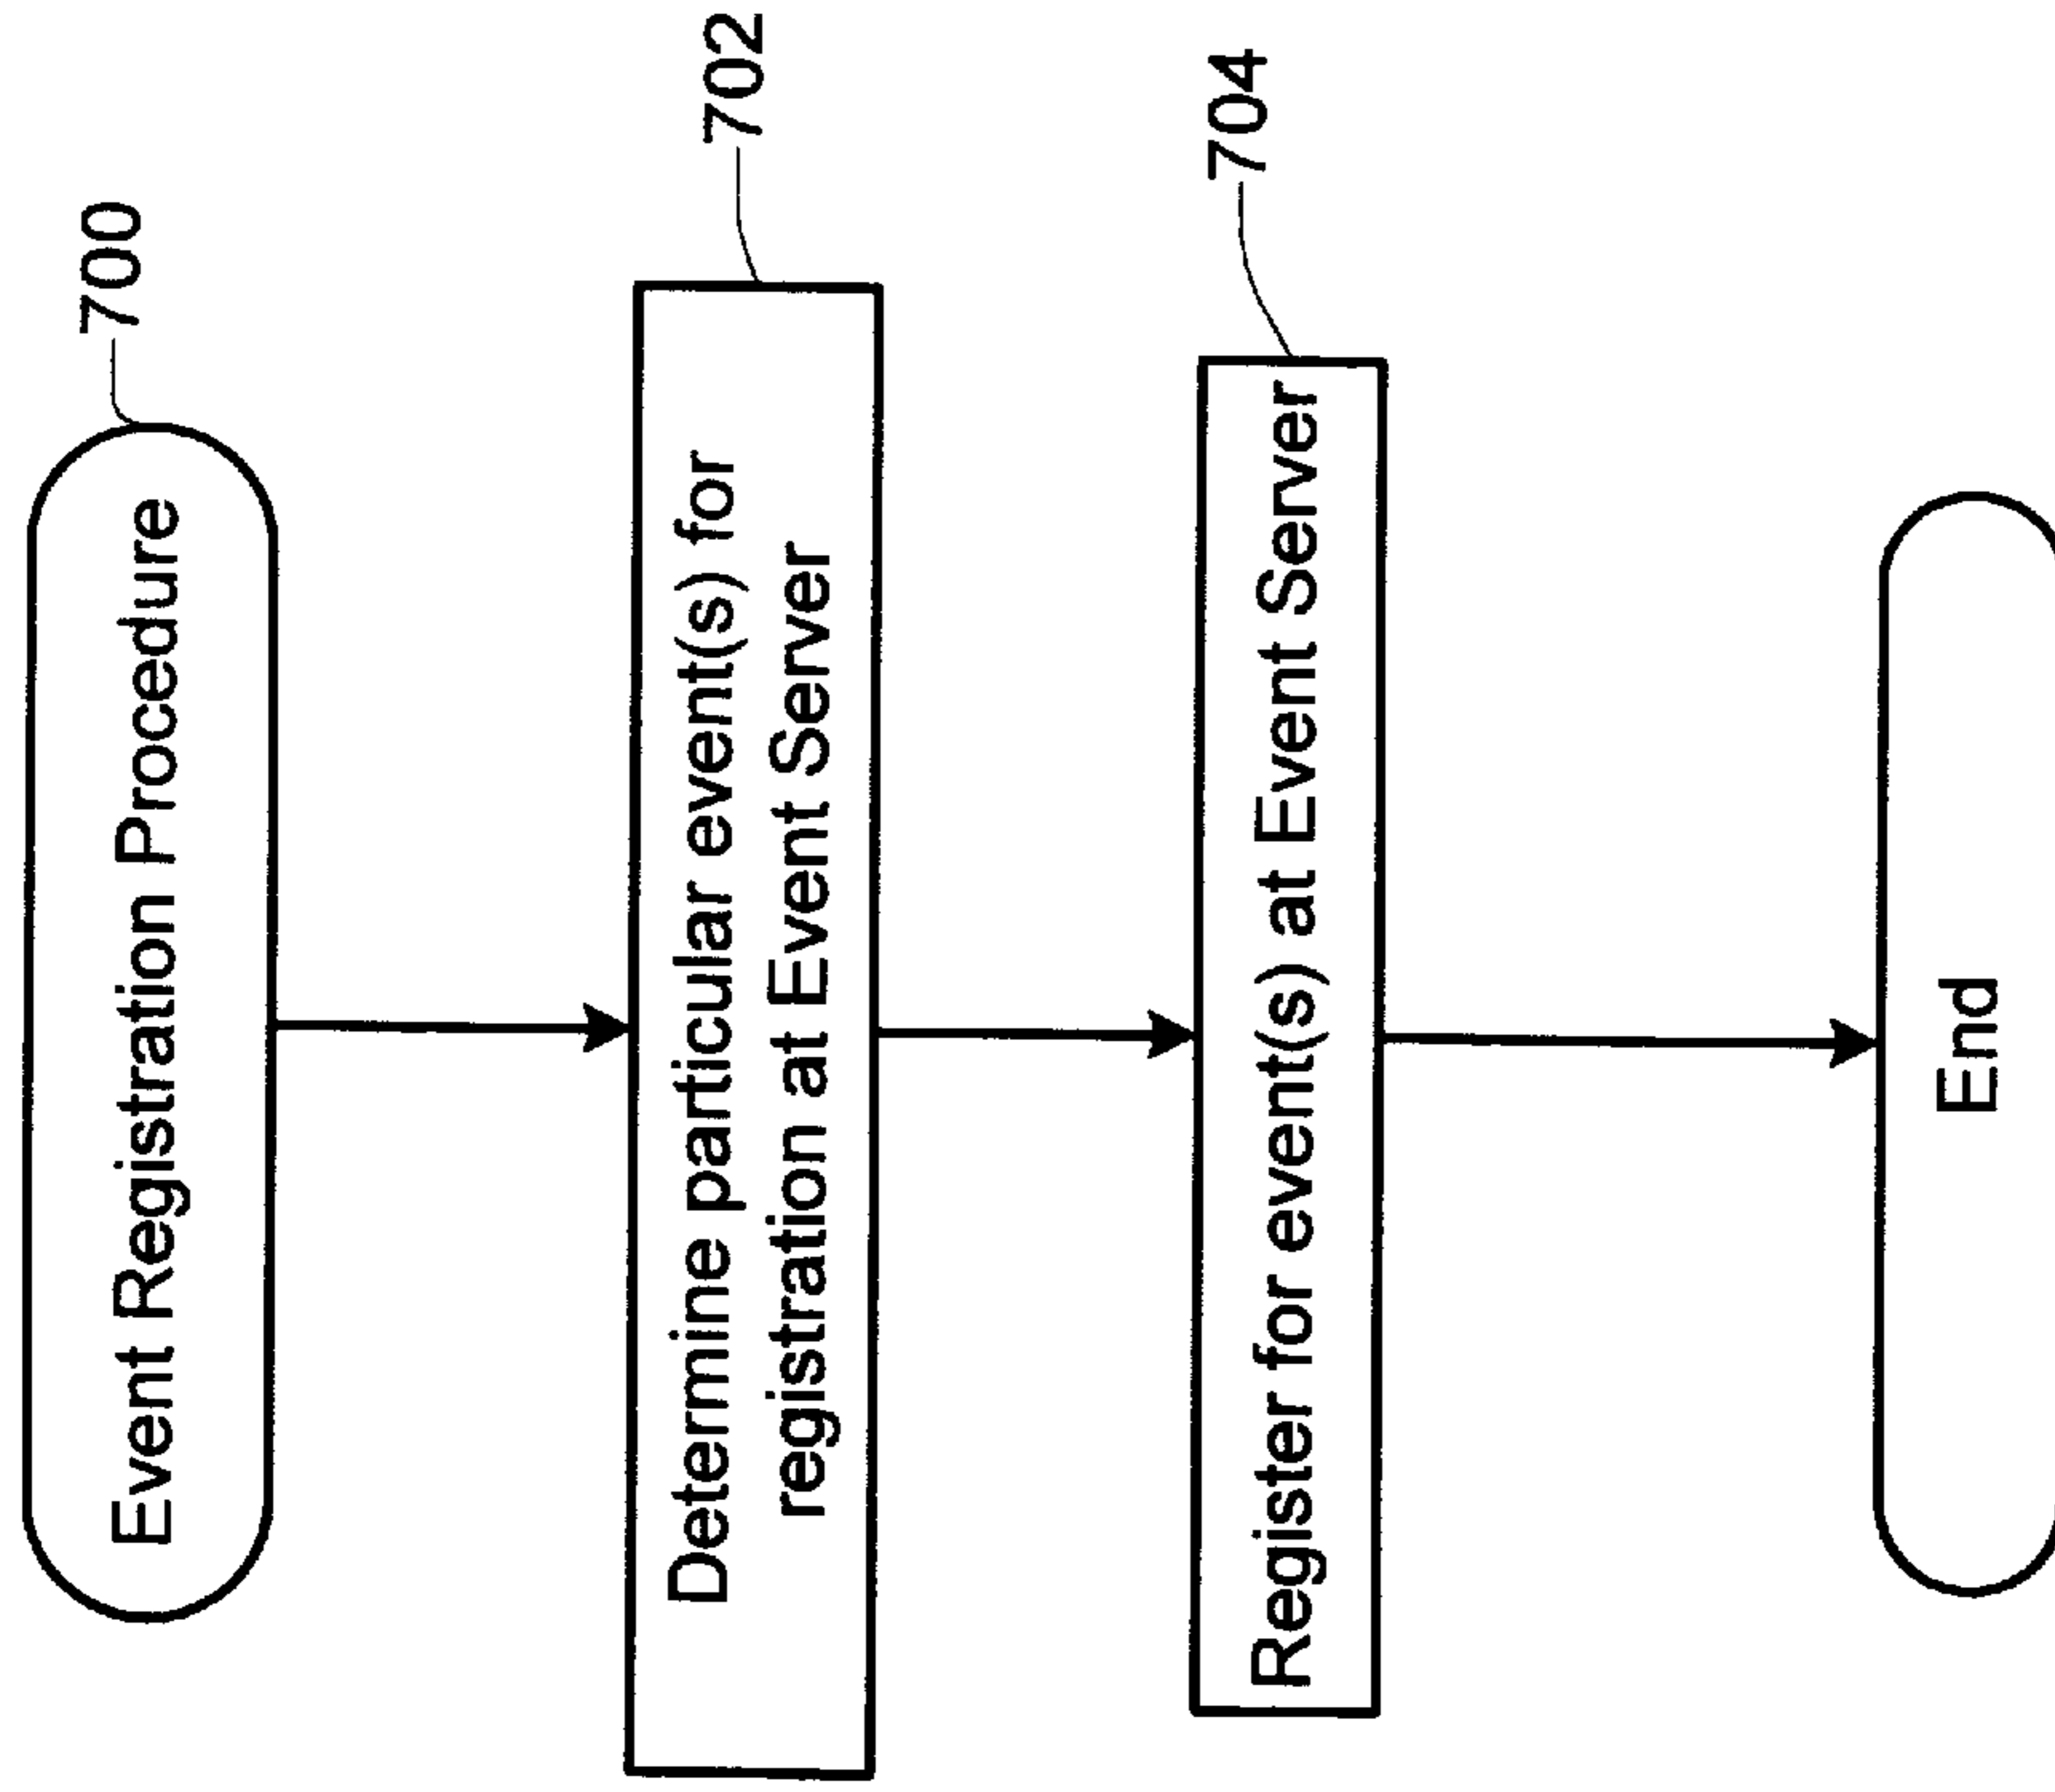 Event Registration Procedure
700
Determine particular event(s) for
registration at Event Server
702
Register for event(s) at Event Server
704
End